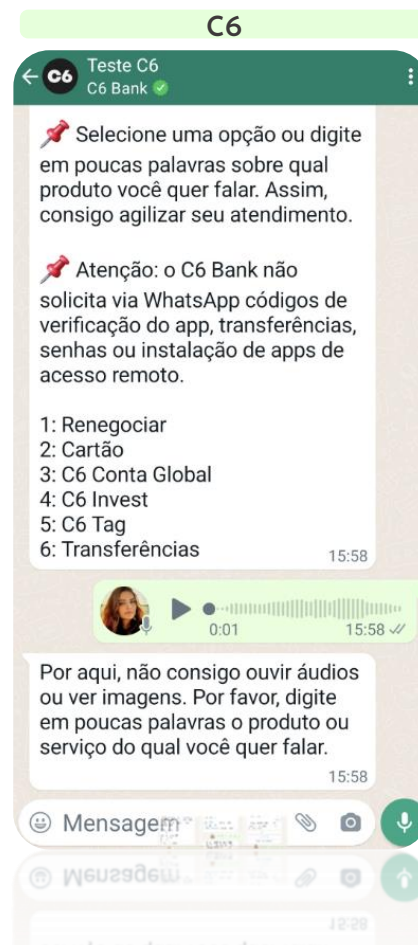 C6
C6 Teste C6
C6 Bank
📌 Selecione uma opção ou digite
em poucas palavras sobre qual
produto você quer falar. Assim,
consigo agilizar seu atendimento.
📌 Atenção: o C6 Bank não
solicita via WhatsApp códigos de
verificação do app, transferências,
senhas ou instalação de apps de
acesso remoto.
1: Renegociar
2: Cartão
3: C6 Conta Global
4: C6 Invest
5: C6 Tag
6: Transferências
15:58
0:01 15:58
Por aqui, não consigo ouvir áudios
ou ver imagens. Por favor, digite
em poucas palavras o produto ou
serviço do qual você quer falar.
15:58
Mensagem